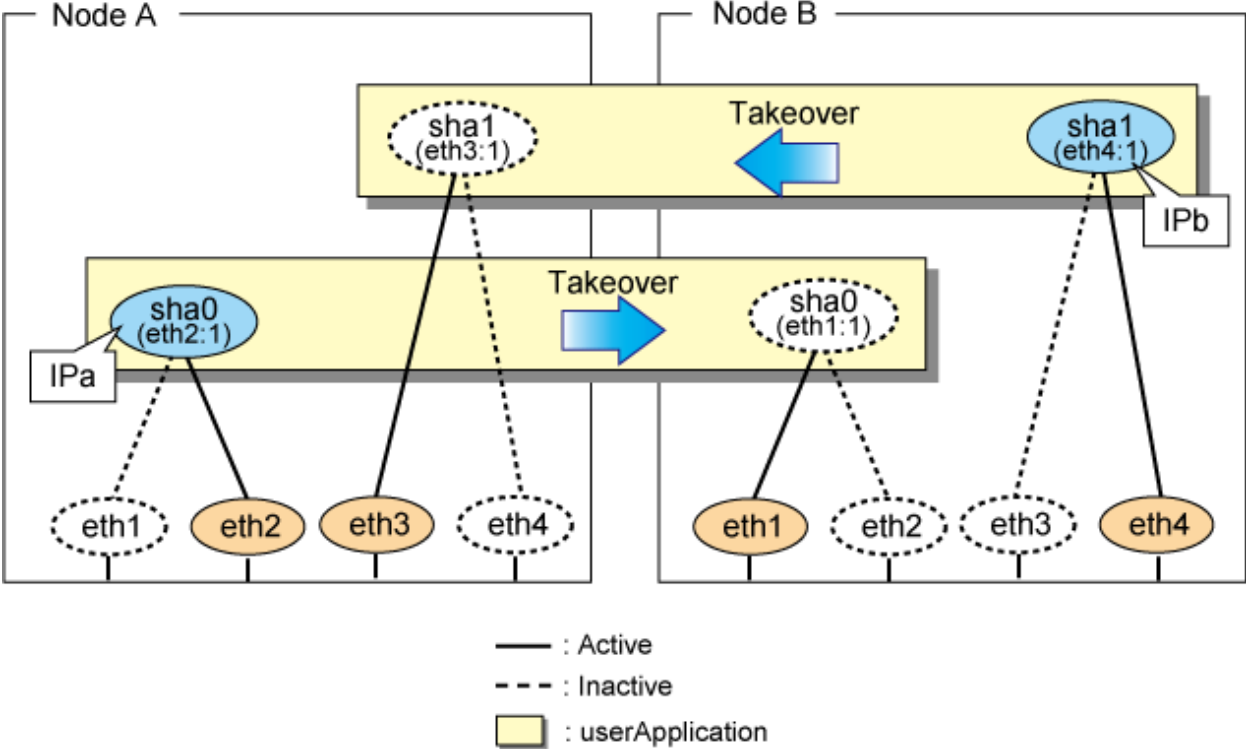 Node A
Node B
Takeover
sha1
(eth3:1)
sha1
(eth4:1)
IPb
Takeover
sha0
(eth2:1)
sha0
(eth1:1)
IPa
eth1
eth2
eth3
eth4
eth1
eth2
eth3
eth4
: Active
: Inactive
: userApplication